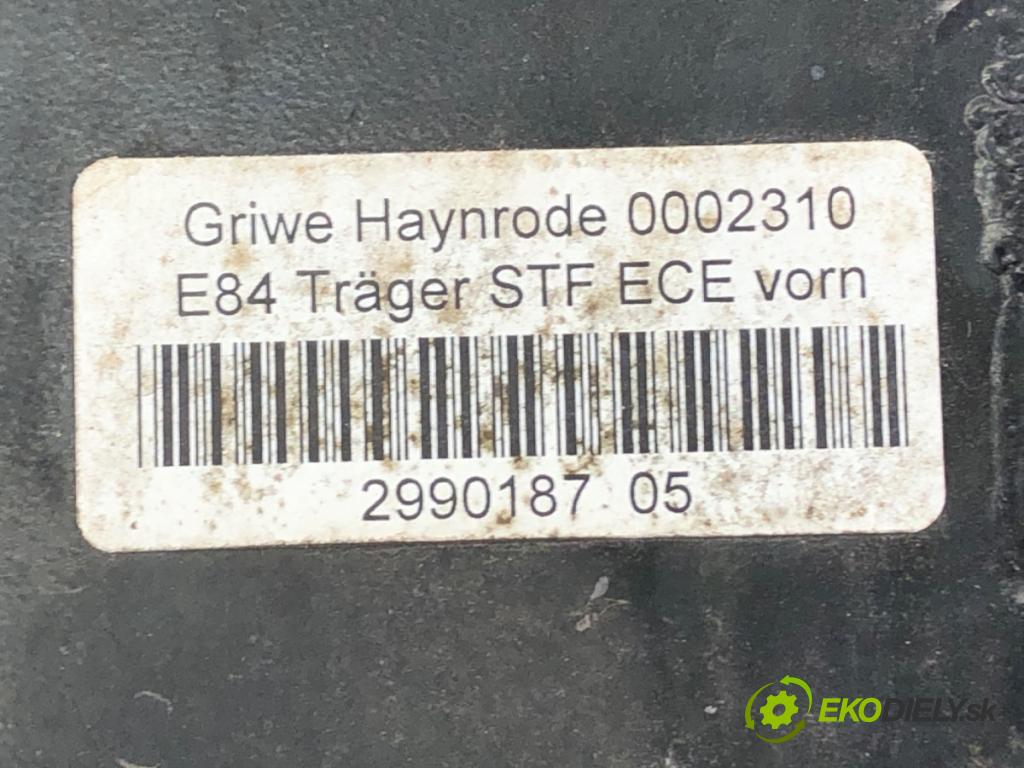 Griwe Haynrode 0002310
E84 Träger STF ECE vorn
2990187 05
EKODIELY.sk